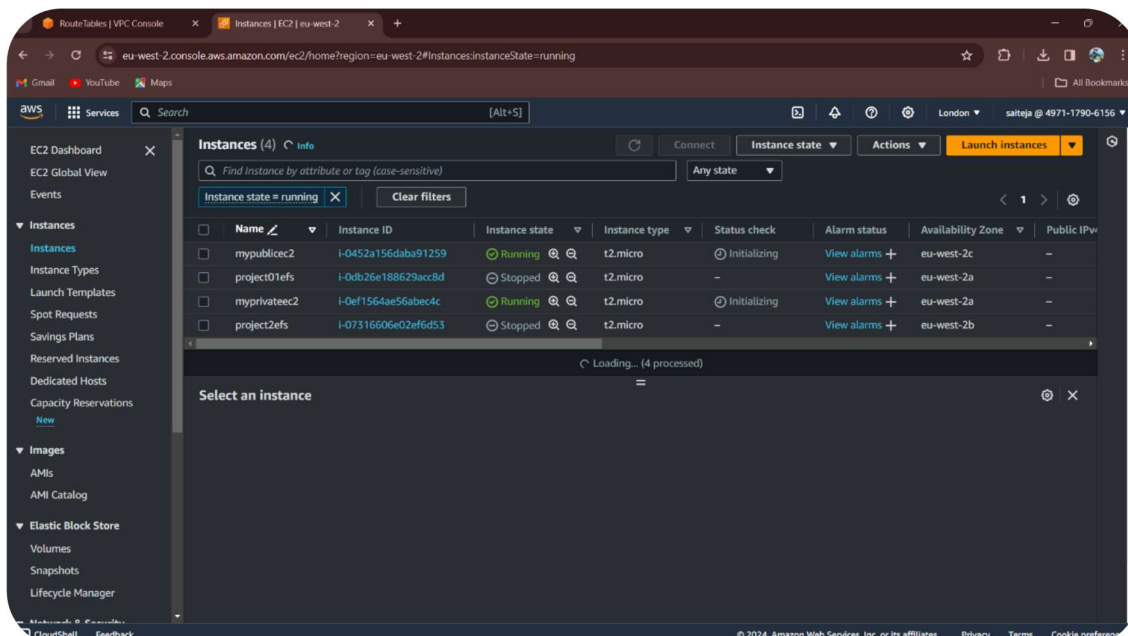 RouteTables | VPC Console
Instances | EC2 | eu-west-2
eu-west-2.console.aws.amazon.com/ec2/home?region=eu-west-2#Instances:instanceState=running
Gmail YouTube Maps All Bookmarks
aws Services Search [Alt+S] London saiteja @ 4971-1790-6156
EC2 Dashboard
EC2 Global View
Events
Instances
Instances
Instance Types
Launch Templates
Spot Requests
Savings Plans
Reserved Instances
Dedicated Hosts
Capacity Reservations
New
Images
AMIs
AMI Catalog
Elastic Block Store
Volumes
Snapshots
Lifecycle Manager
Network & Security
Instances (4) Info Connect Instance state Actions Launch instances
Find Instance by attribute or tag (case-sensitive) Any state
Instance state = running Clear filters 1
Name Instance ID Instance state Instance type Status check Alarm status Availability Zone Public IPv4
mypublicec2 i-0452a156daba91259 Running t2.micro Initializing View alarms + eu-west-2c –
project01efs i-0db26e188629acc8d Stopped t2.micro – View alarms + eu-west-2a –
myprivateec2 i-0ef1564ae56abec4c Running t2.micro Initializing View alarms + eu-west-2a –
project2efs i-07316606e02ef6d53 Stopped t2.micro – View alarms + eu-west-2b –
Loading... (4 processed)
Select an instance
CloudShell Feedback © 2024, Amazon Web Services, Inc. or its affiliates. Privacy Terms Cookie preferences